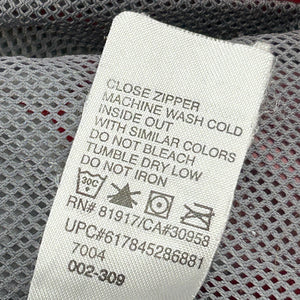 CLOSE ZIPPER
MACHINE WASH COLD
INSIDE OUT
WITH SIMILAR COLORS
DO NOT BLEACH
TUMBLE DRY LOW
DO NOT IRON
30C
RN# 81917/CA#30958
UPC#617845286881
7004
002-309